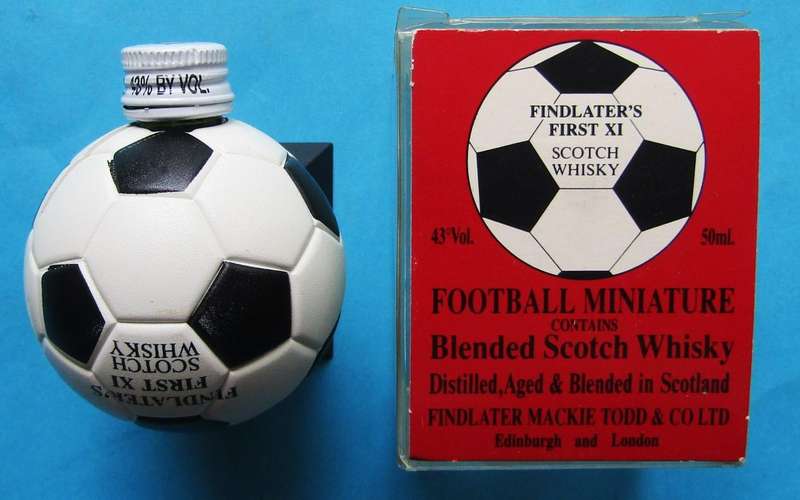 43% BY VOL.
WHISKY
SCOTCH
FIRST XI
FINDLATER'S
FINDLATER'S
FIRST XI
SCOTCH
WHISKY
43°Vol.
50ml.
FOOTBALL MINIATURE
CONTAINS
Blended Scotch Whisky
Distilled, Aged & Blended in Scotland
FINDLATER MACKIE TODD & CO LTD
Edinburgh and London